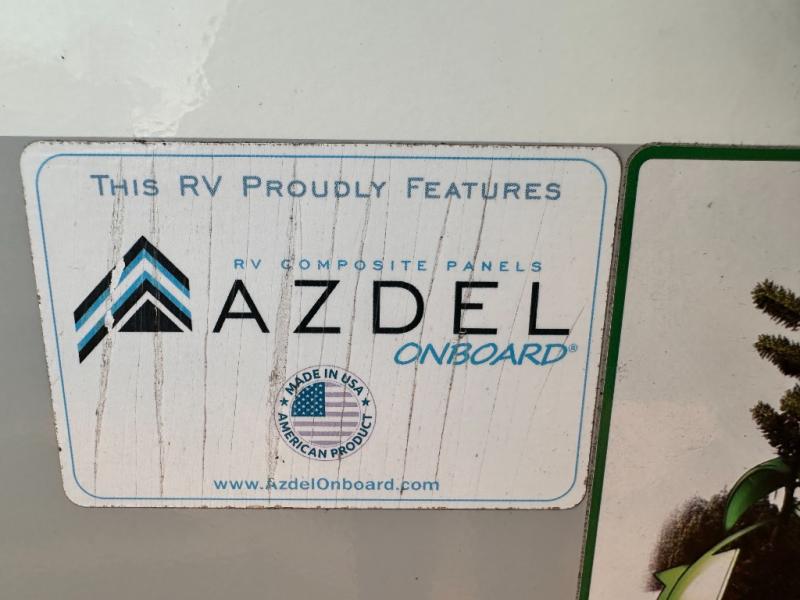 THIS RV PROUDLY FEATURES
RV COMPOSITE PANELS
AZDEL
ONBOARD®
MADE IN USA
AMERICAN PRODUCT
www.AzdelOnboard.com